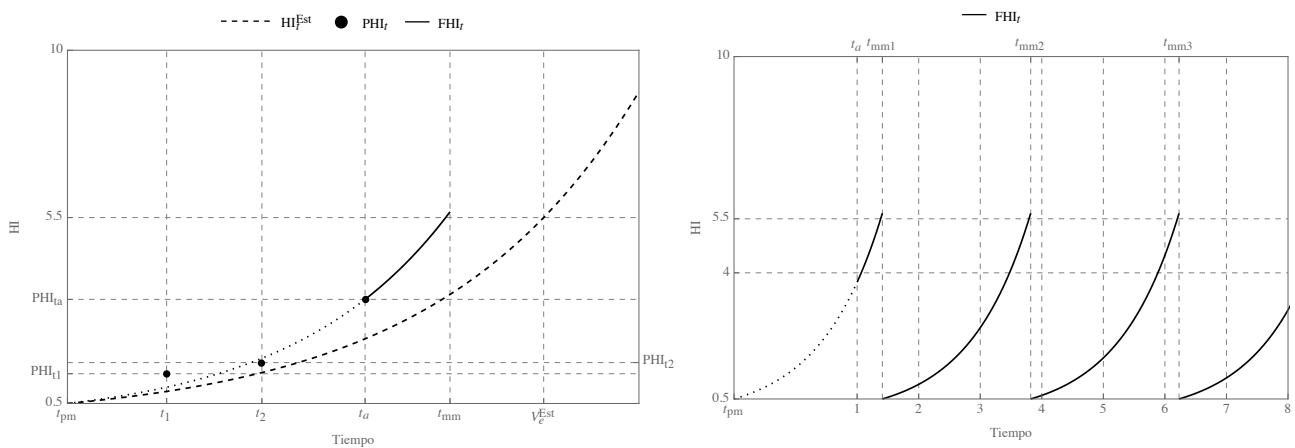 HI_t^Est PHI_t FHI_t
10
5.5
PHI_ta
PHI_t1
0.5
HI
PHI_t2
t_pm t_1 t_2 t_a t_mm V_e^Est
Tiempo
FHI_t
t_a t_mm1 t_mm2 t_mm3
10
5.5
4
0.5
HI
t_pm 1 2 3 4 5 6 7 8
Tiempo